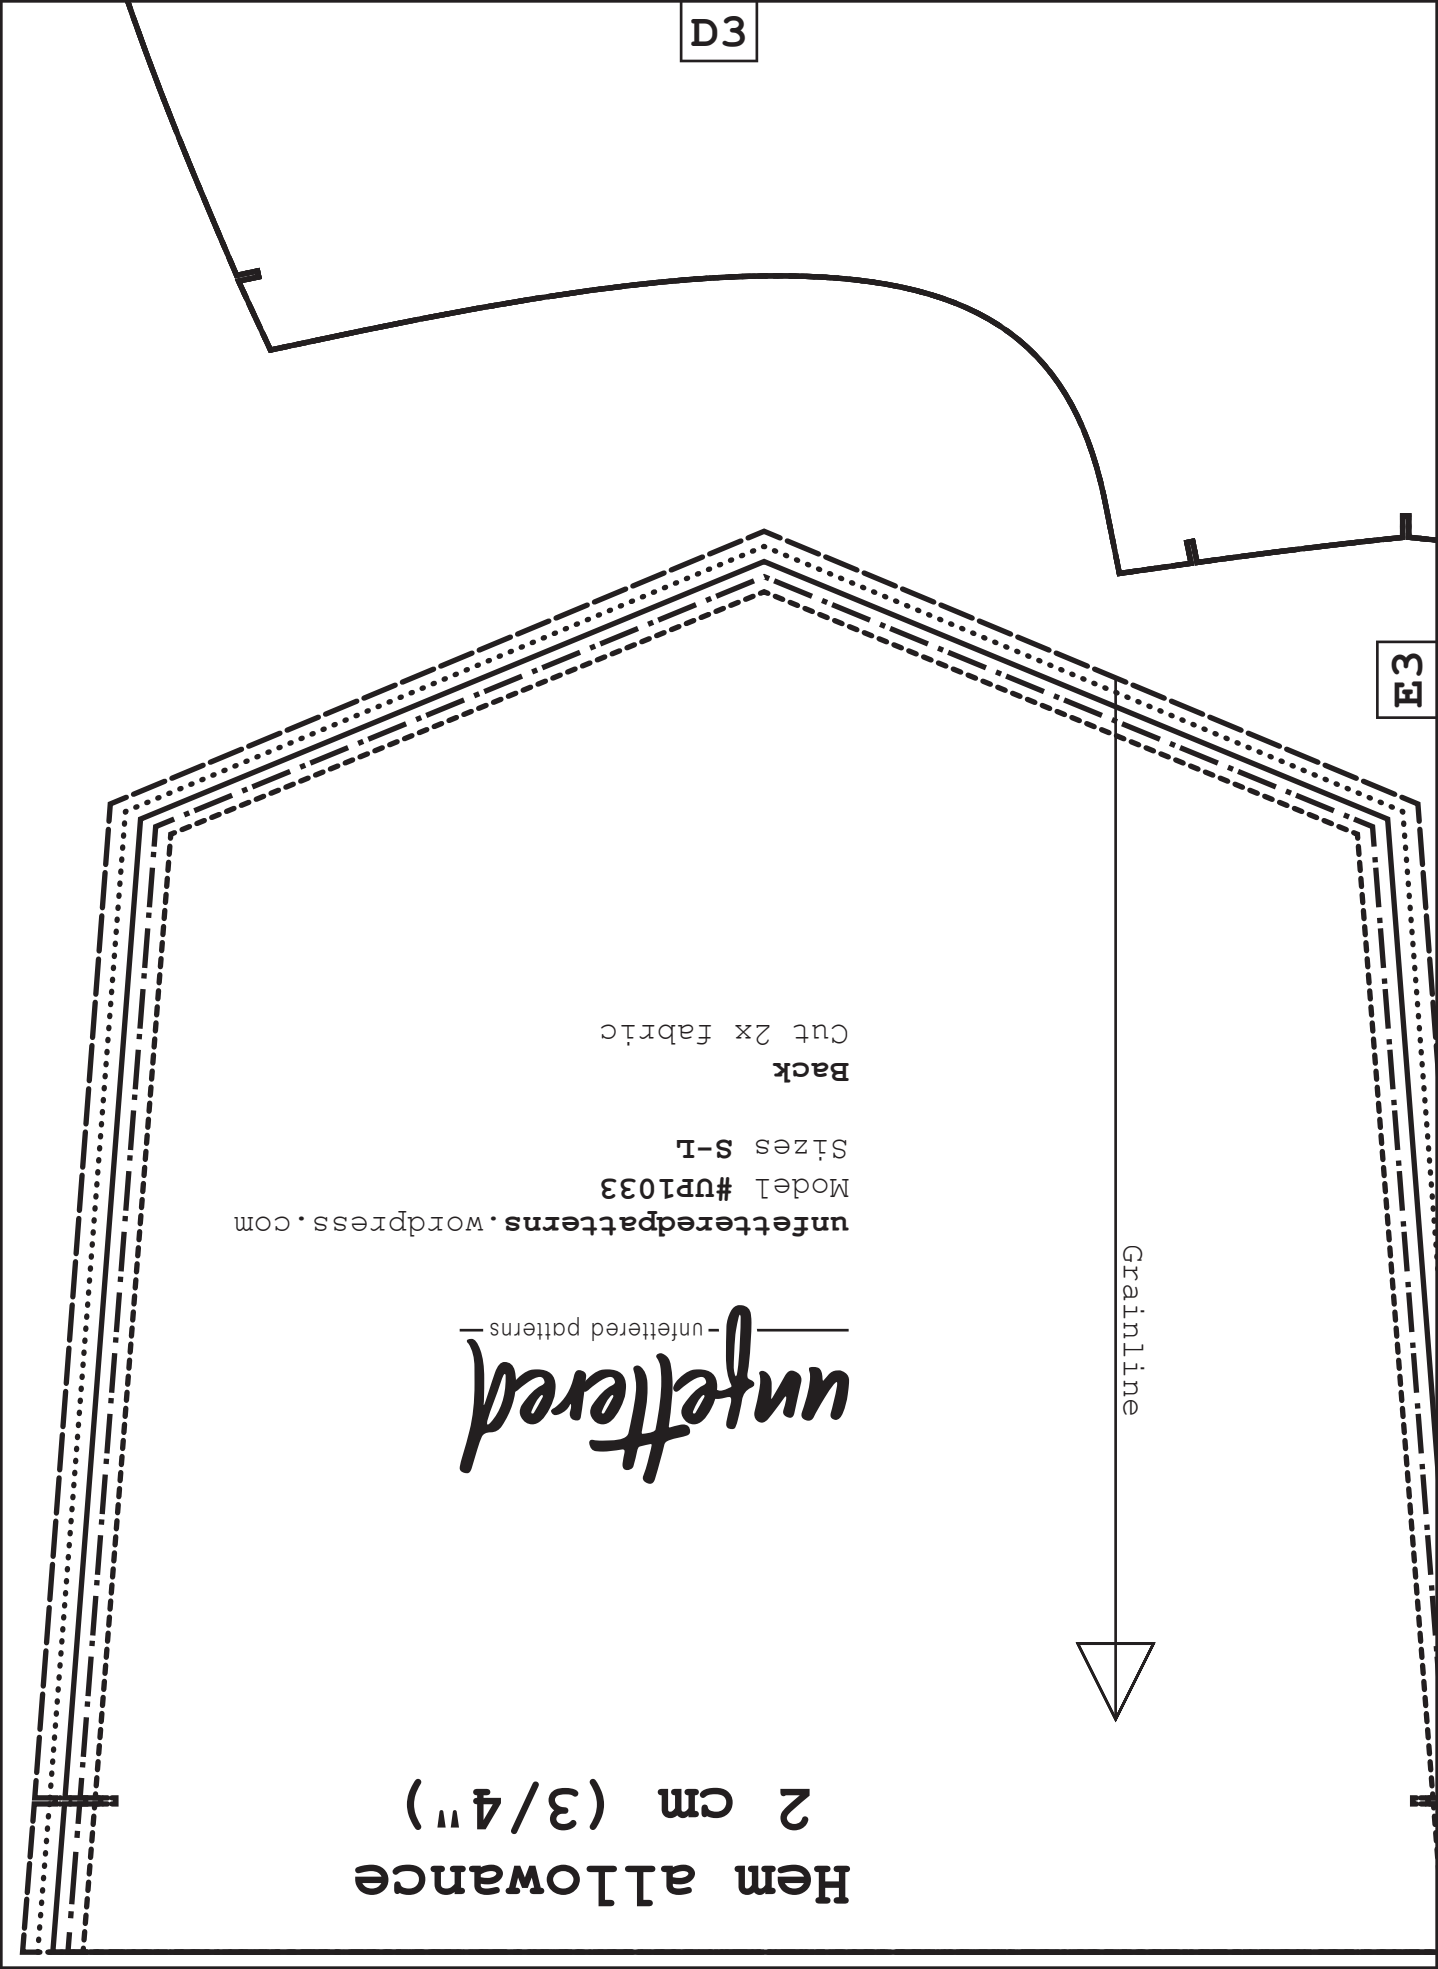 D3
E3
Hem allowance
2 cm (3/4")
unfettered
unfettered patterns
unfetteredpatterns.wordpress.com
Model #UP1033
Sizes S-L
Back
Cut 2x fabric
Grainline